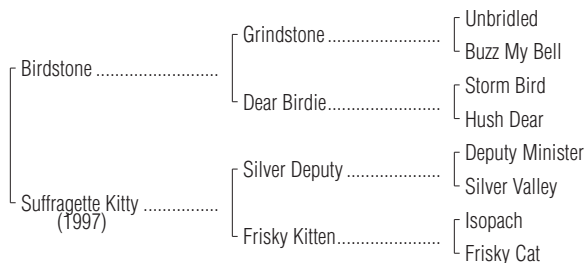 Unbridled
Grindstone ..........................
Buzz My Bell
Birdstone ..........................
Storm Bird
Dear Birdie ..........................
Hush Dear
Deputy Minister
Silver Deputy ......................
Silver Valley
Suffragette Kitty ................
(1997)
Isopach
Frisky Kitten ........................
Frisky Cat